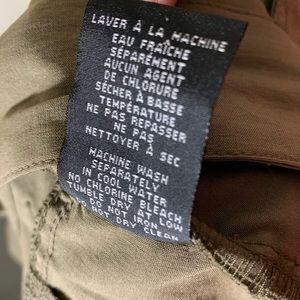 LAVER À LA MACHINE
EAU FRAÎCHE
SÉPARÉMENT
AUCUN AGENT
DE CHLORURE
SÉCHER À BASSE
TEMPÉRATURE
NE PAS REPASSER
NE PAS
NETTOYER À SEC
MACHINE WASH
SEPARATELY
IN COOL WATER
NO CHLORINE BLEACH
TUMBLE DRY AT LOW
DO NOT IRON
DO NOT DRY CLEAN